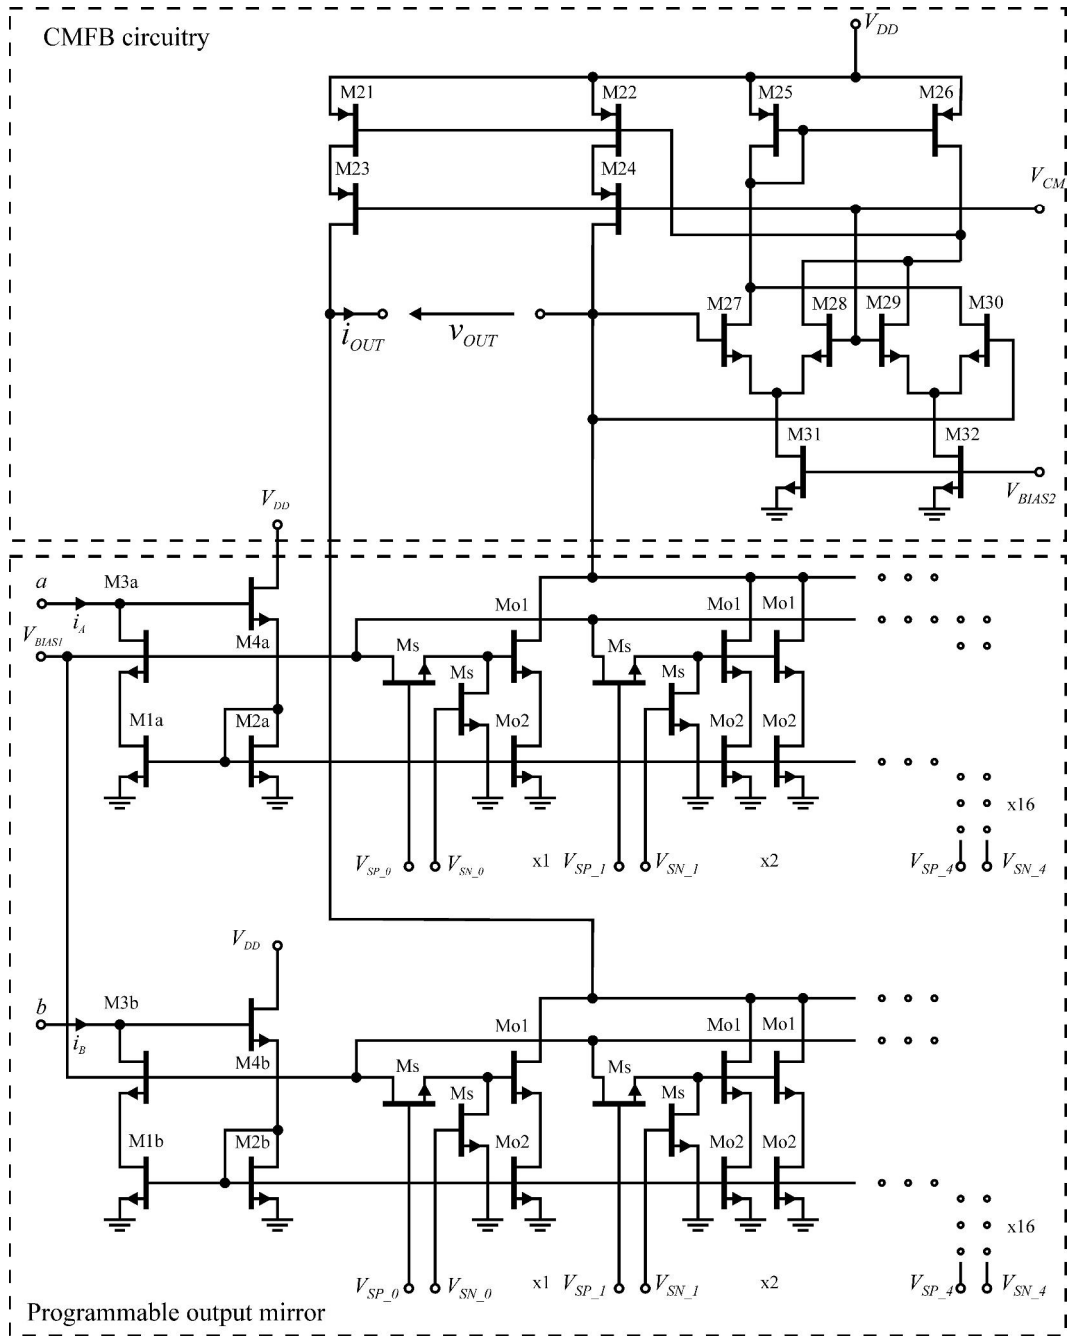 CMFB circuitry
V_DD
M21 M22 M25 M26
M23 M24
V_CM
M27 M28 M29 M30
i_OUT v_OUT
M31 M32
V_BIAS2
V_DD
a M3a
i_A
Mo1 Mo1 Mo1
V_BIAS1 M4a
Ms Ms
Ms Ms
M1a M2a Mo2 Mo2 Mo2
x16
V_SP_0 V_SN_0 x1 V_SP_1 V_SN_1 x2 V_SP_4 V_SN_4
V_DD
b M3b
i_B
Mo1 Mo1 Mo1
M4b
Ms Ms
Ms Ms
M1b M2b Mo2 Mo2 Mo2
x16
V_SP_0 V_SN_0 x1 V_SP_1 V_SN_1 x2 V_SP_4 V_SN_4
Programmable output mirror